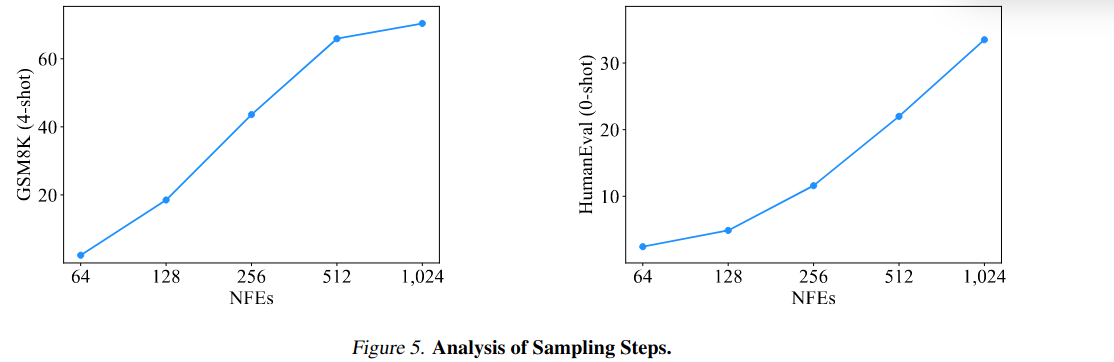 GSM8K (4-shot)
60
40
20
64 128 256 512 1,024
NFEs
HumanEval (0-shot)
30
20
10
64 128 256 512 1,024
NFEs
Figure 5. Analysis of Sampling Steps.